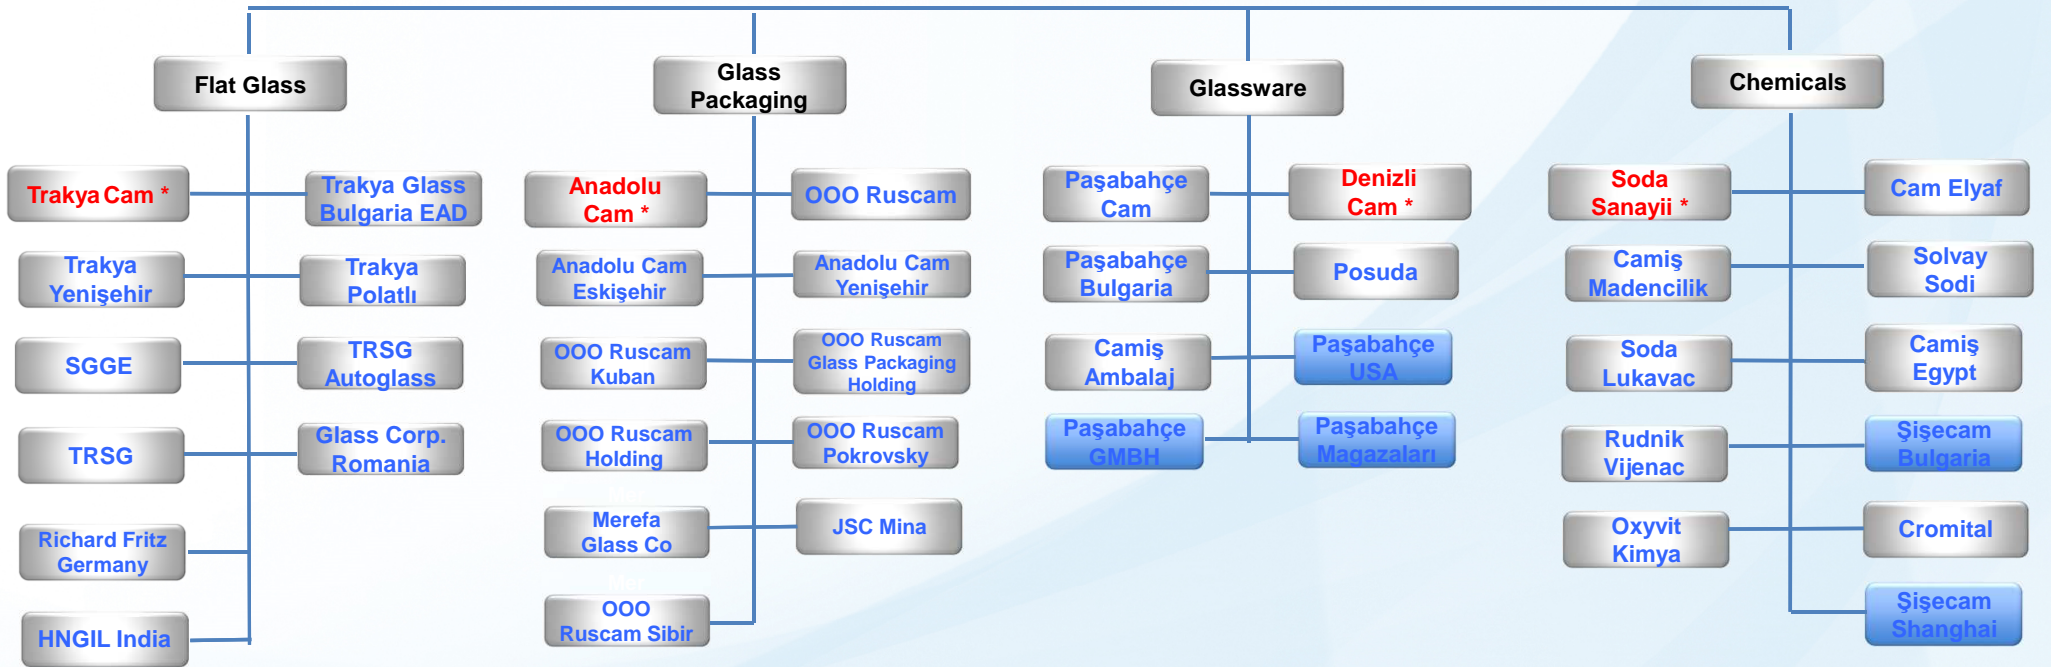 Flat Glass
Glass
Packaging
Glassware
Chemicals
Trakya Cam *
Trakya Glass
Bulgaria EAD
Trakya
Yenişehir
Trakya
Polatlı
SGGE
TRSG
Autoglass
TRSG
Glass Corp.
Romania
Richard Fritz
Germany
HNGIL India
Anadolu
Cam *
OOO Ruscam
Anadolu Cam
Eskişehir
Anadolu Cam
Yenişehir
OOO Ruscam
Kuban
OOO Ruscam
Glass Packaging
Holding
OOO Ruscam
Holding
OOO Ruscam
Pokrovsky
Mer
Merefa
Glass Co
JSC Mina
Mer
OOO
Ruscam Sibir
Paşabahçe
Cam
Denizli
Cam *
Paşabahçe
Bulgaria
Posuda
Camiş
Ambalaj
Paşabahçe
USA
Paşabahçe
GMBH
Paşabahçe
Magazaları
Soda
Sanayii *
Cam Elyaf
Camiş
Madencilik
Solvay
Sodi
Soda
Lukavac
Camiş
Egypt
Rudnik
Vijenac
Şişecam
Bulgaria
Oxyvit
Kimya
Cromital
Şişecam
Shanghai